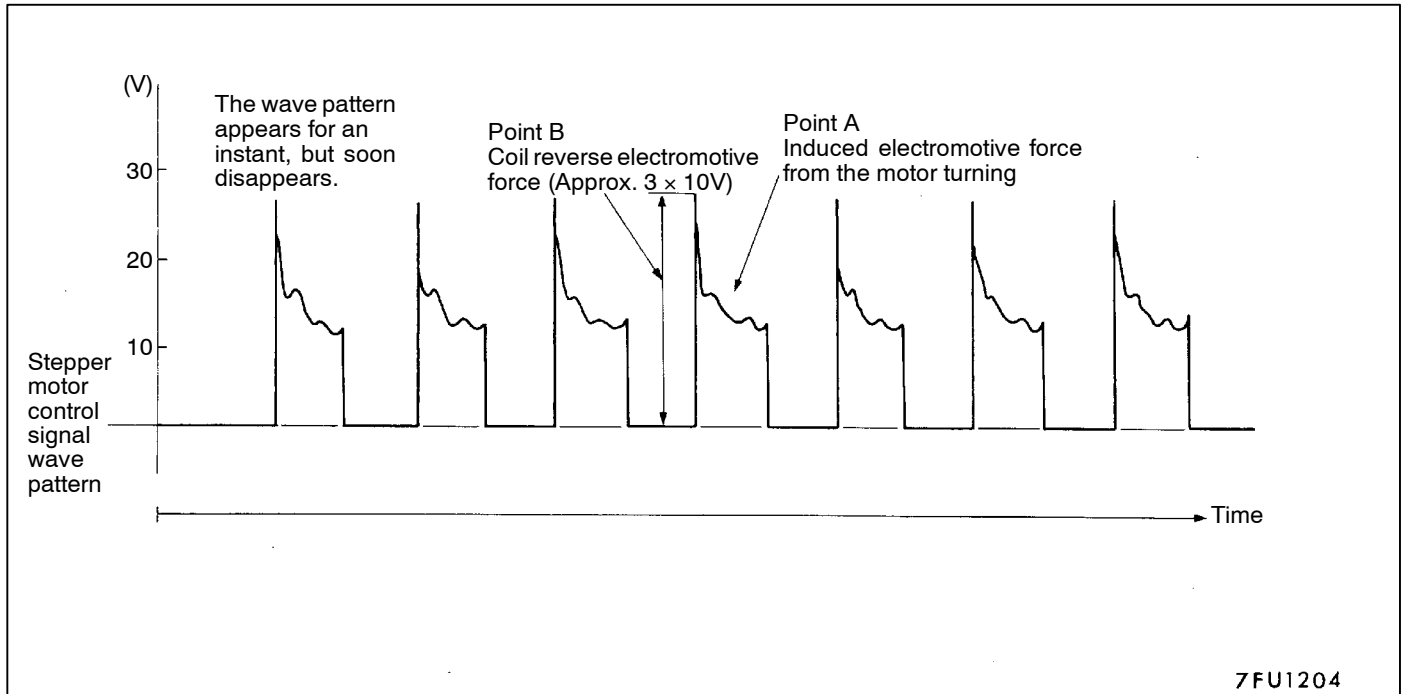 (V)
The wave pattern
appears for an
instant, but soon
disappears.
Point B
Coil reverse electromotive
force (Approx. 3 × 10V)
Point A
Induced electromotive force
from the motor turning
30
20
10
Stepper
motor
control
signal
wave
pattern
Time
7FU1204